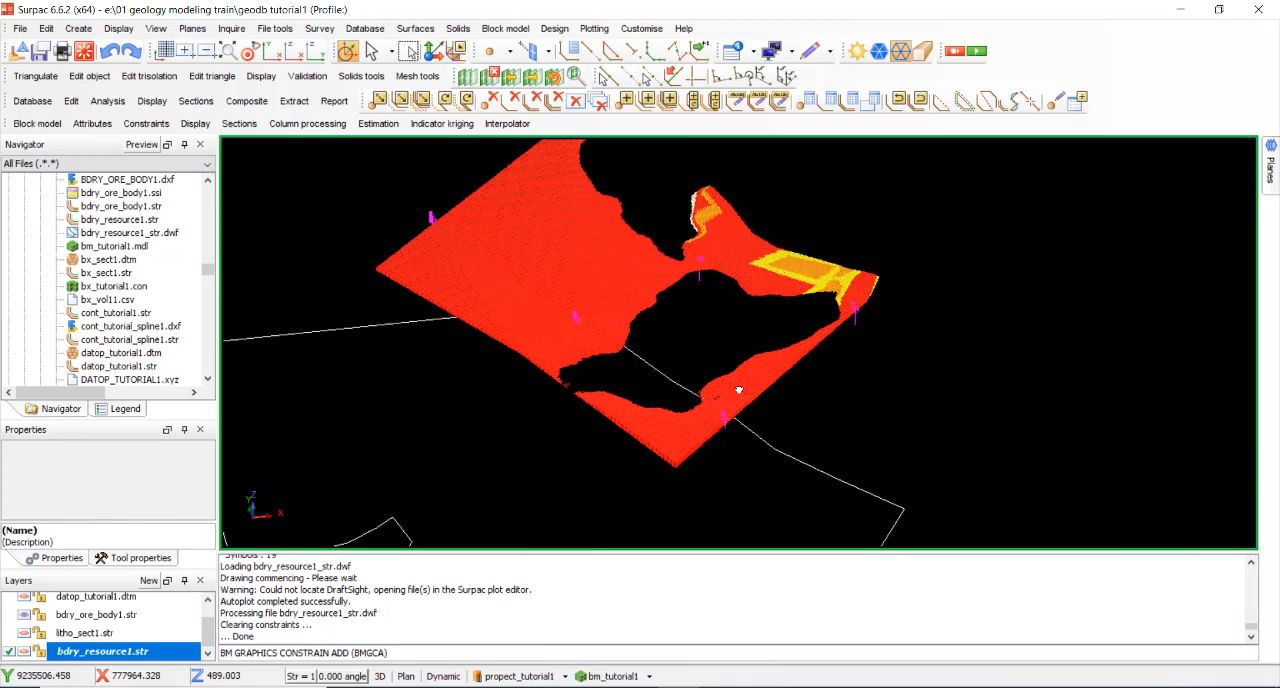 Surpac 6.6.2 (x64) - e:\01 geology modeling train\geodb tutorial1 (Profile:)
File Edit Create Display View Planes Inquire File tools Survey Database Surfaces Solids Block model Design Plotting Customise Help
Triangulate Edit object Edit trisolation Edit triangle Display Validation Solids tools Mesh tools
Database Edit Analysis Display Sections Composite Extract Report
Block model Attributes Constraints Display Sections Column processing Estimation Indicator kriging Interpolator
Navigator Preview
All Files (.*.*)
BDRY_ORE_BODY1.dxf
bdry_ore_body1.ssi
bdry_ore_body1.str
bdry_resource1.str
bdry_resource1_str.dwf
bm_tutorial1.mdl
bx_sect1.dtm
bx_sect1.str
bx_tutorial1.con
bx_vol11.csv
cont_tutorial1.str
cont_tutorial_spline1.dxf
cont_tutorial_spline1.str
datop_tutorial1.dtm
datop_tutorial1.str
DATOP_TUTORIAL1.xyz
Navigator Legend
Properties
(Name)
(Description)
Properties Tool properties
Layers New
datop_tutorial1.dtm
bdry_ore_body1.str
litho_sect1.str
bdry_resource1.str
Planes
Z
Y
X
Symbols : 19
Loading bdry_resource1_str.dwf
Drawing commencing - Please wait
Warning: Could not locate DraftSight, opening file(s) in the Surpac plot editor.
Autoplot completed successfully.
Processing file bdry_resource1_str.dwf
Clearing constraints ...
... Done
BM GRAPHICS CONSTRAIN ADD (BMGCA)
Y 9235506.458 X 777964.328 Z 489.003 Str = 1 0.000 angle 3D Plan Dynamic propect_tutorial1 bm_tutorial1